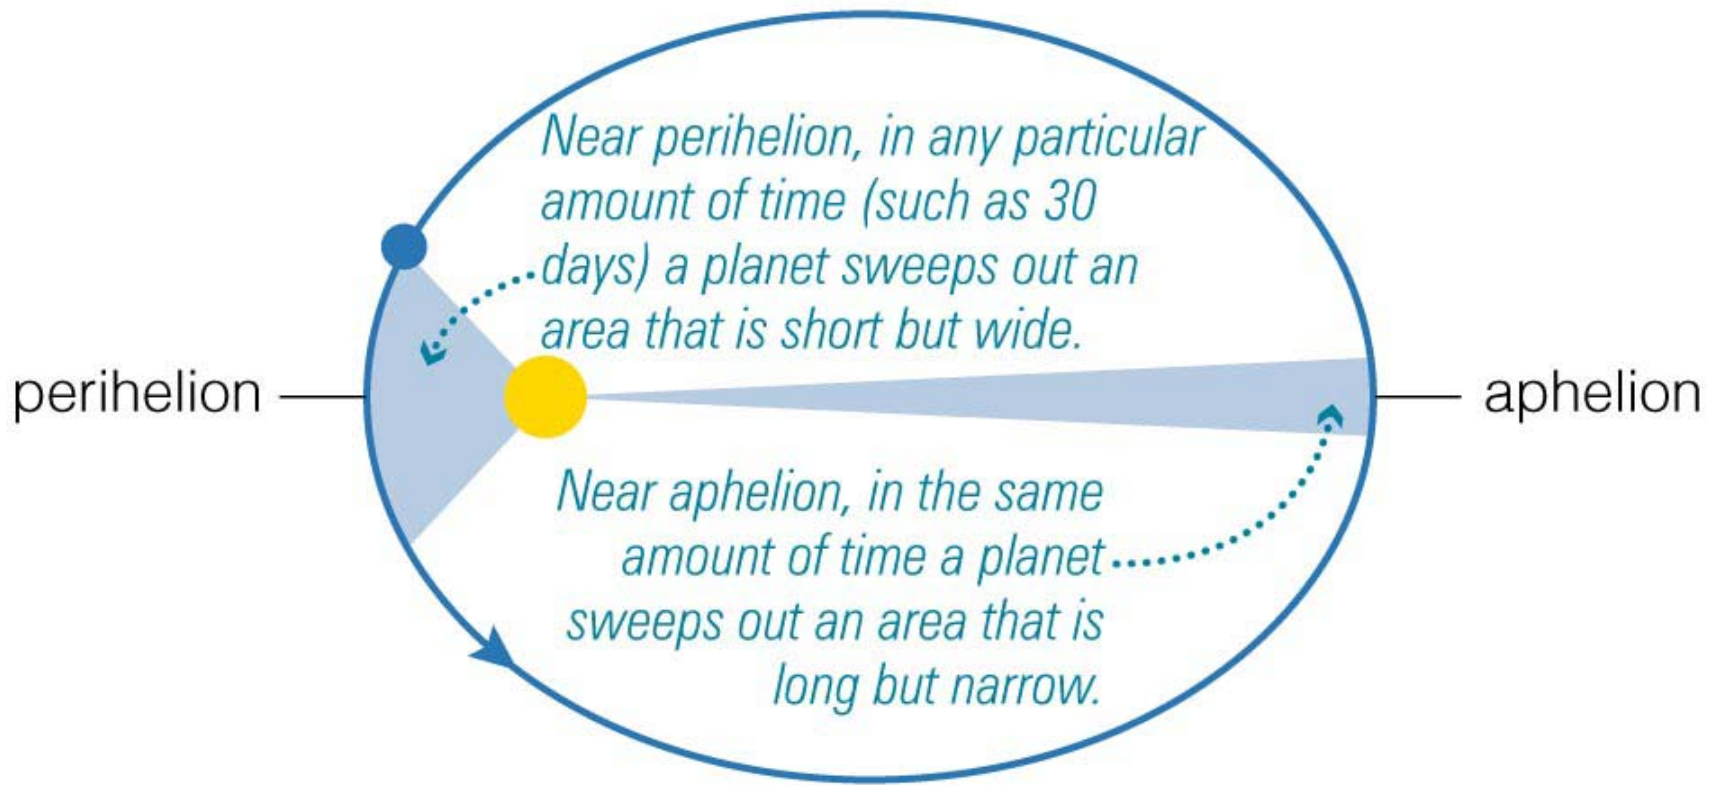 Near perihelion, in any particular
amount of time (such as 30
days) a planet sweeps out an
area that is short but wide.
perihelion
aphelion
Near aphelion, in the same
amount of time a planet
sweeps out an area that is
long but narrow.